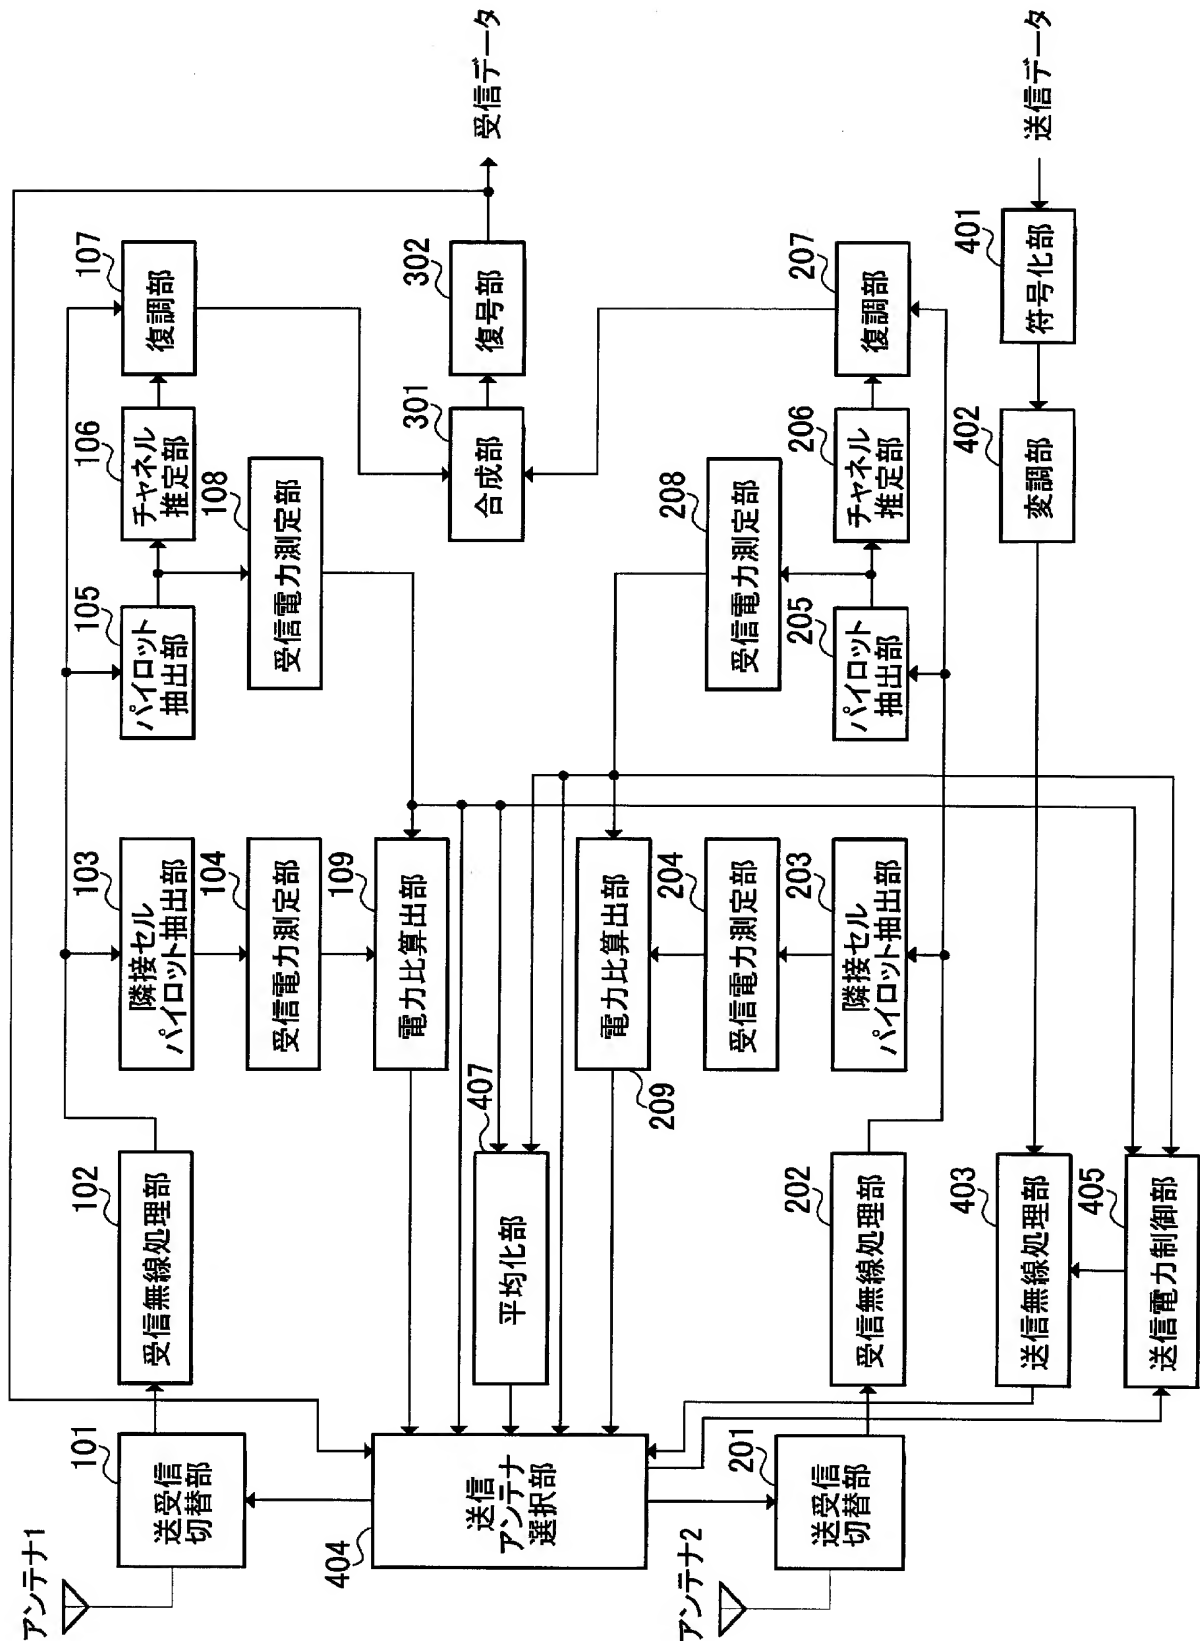 アンテナ1
101
送受信
切替部
102
受信無線処理部
103
隣接セル
パイロット抽出部
104
受信電力測定部
109
電力比算出部
105
パイロット
抽出部
106
チャネル
推定部
107
復調部
108
受信電力測定部
301
合成部
302
復号部
受信データ
404
送信
アンテナ
選択部
407
平均化部
209
電力比算出部
204
受信電力測定部
203
隣接セル
パイロット抽出部
208
受信電力測定部
205
パイロット
抽出部
206
チャネル
推定部
207
復調部
アンテナ2
201
送受信
切替部
202
受信無線処理部
403
送信無線処理部
405
送信電力制御部
402
変調部
401
符号化部
送信データ